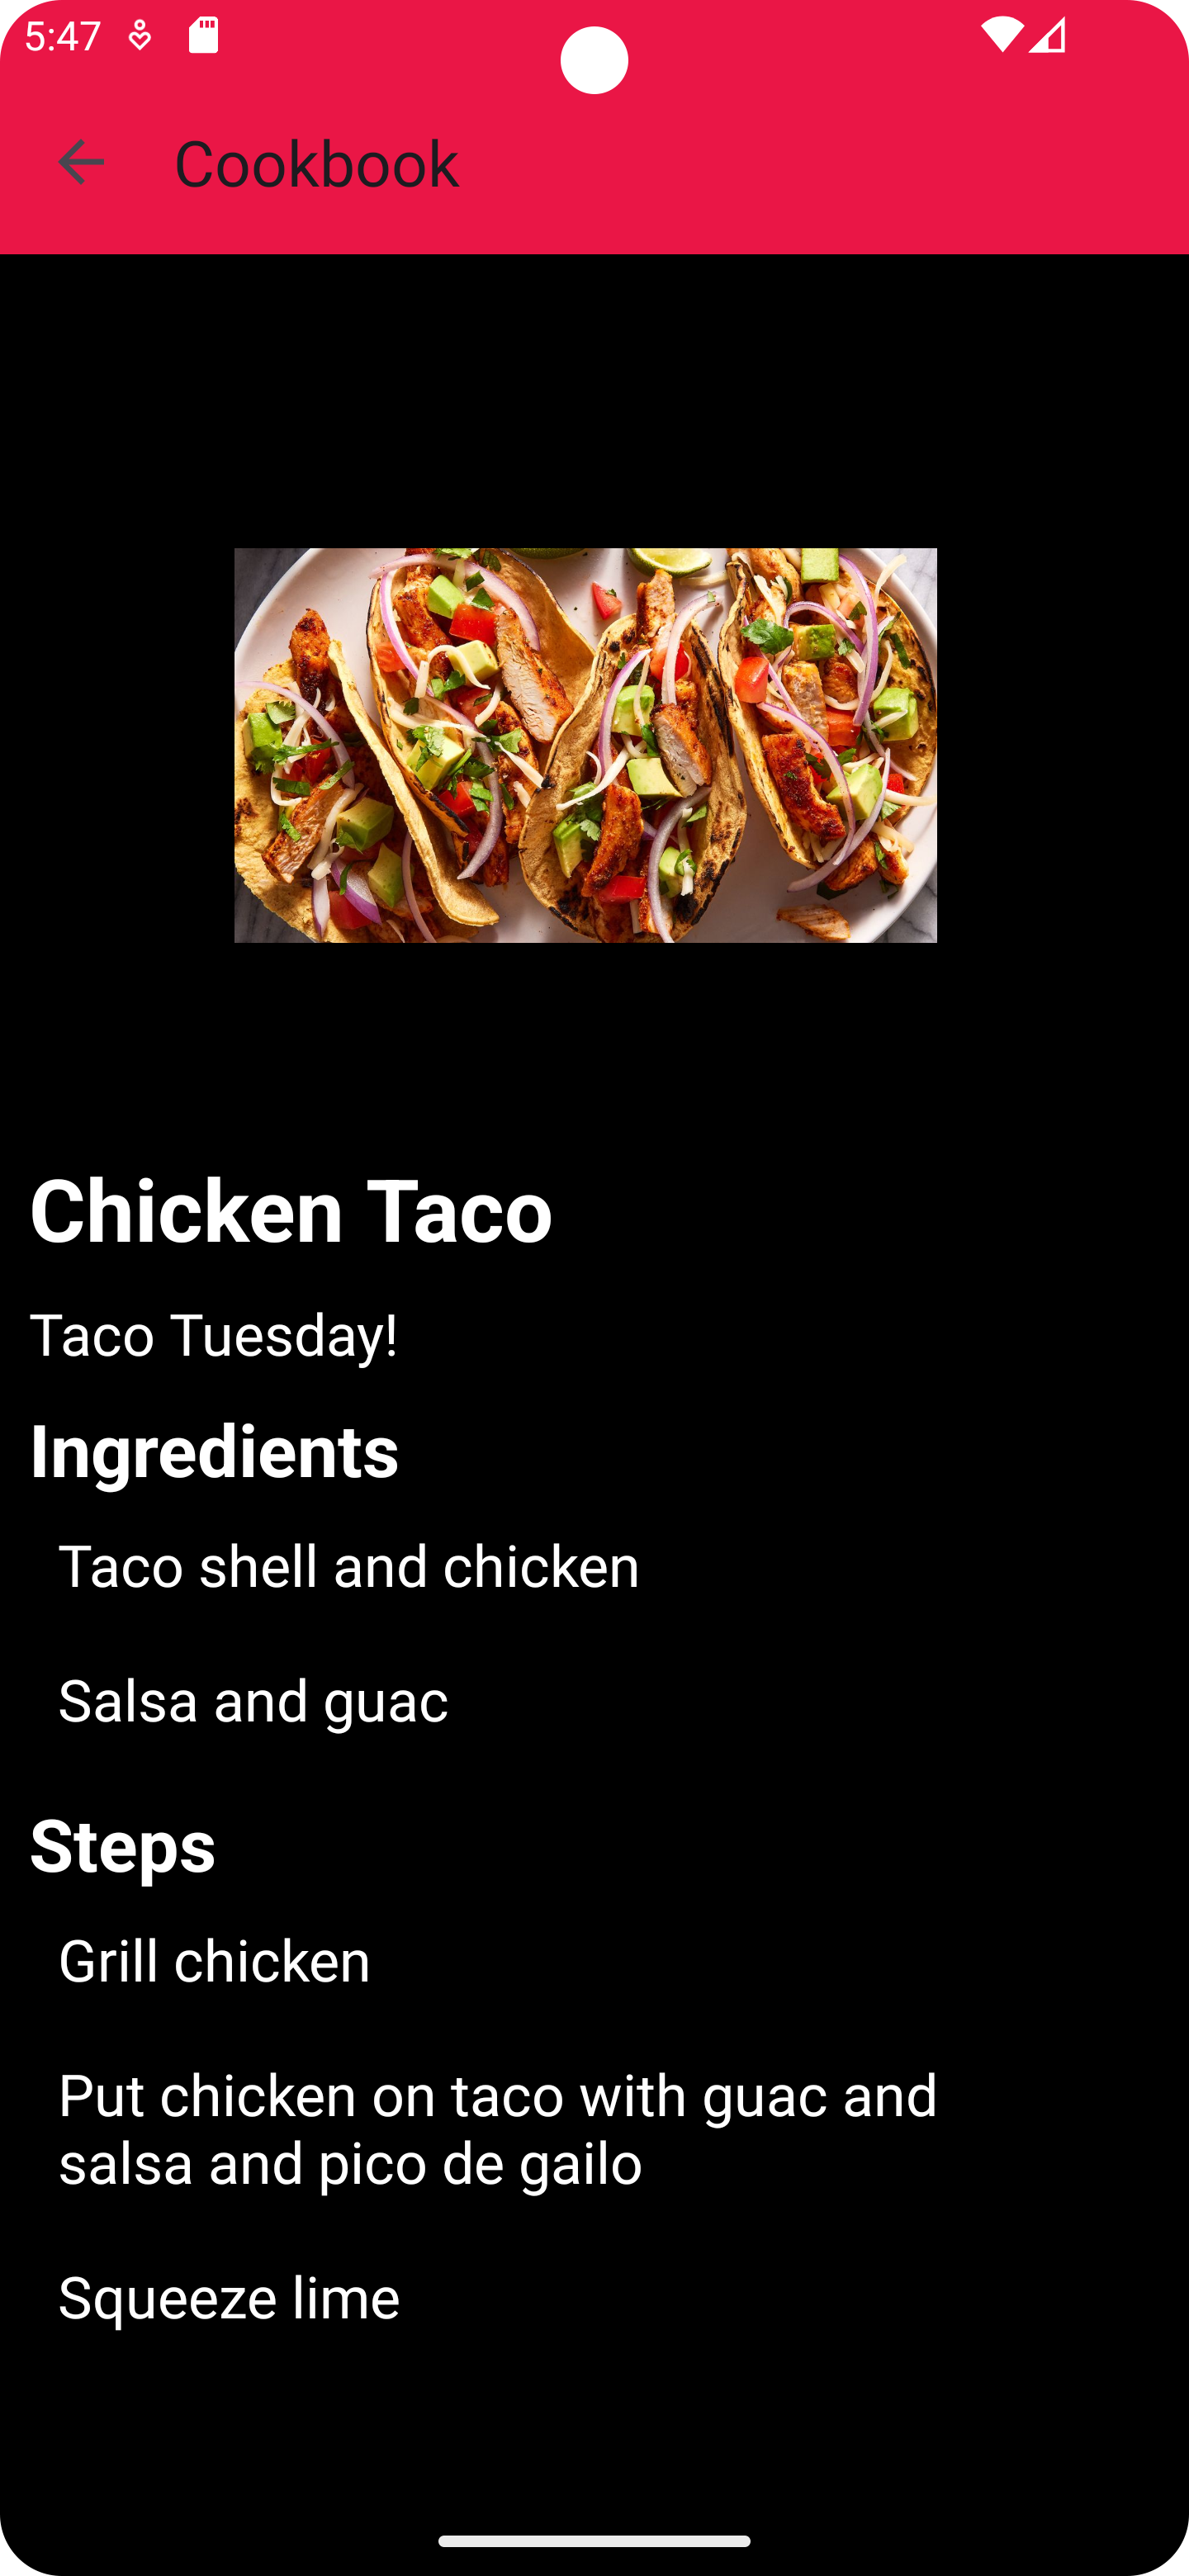 5:47
Cookbook
Chicken Taco
Taco Tuesday!
Ingredients
Taco shell and chicken
Salsa and guac
Steps
Grill chicken
Put chicken on taco with guac and
salsa and pico de gailo
Squeeze lime